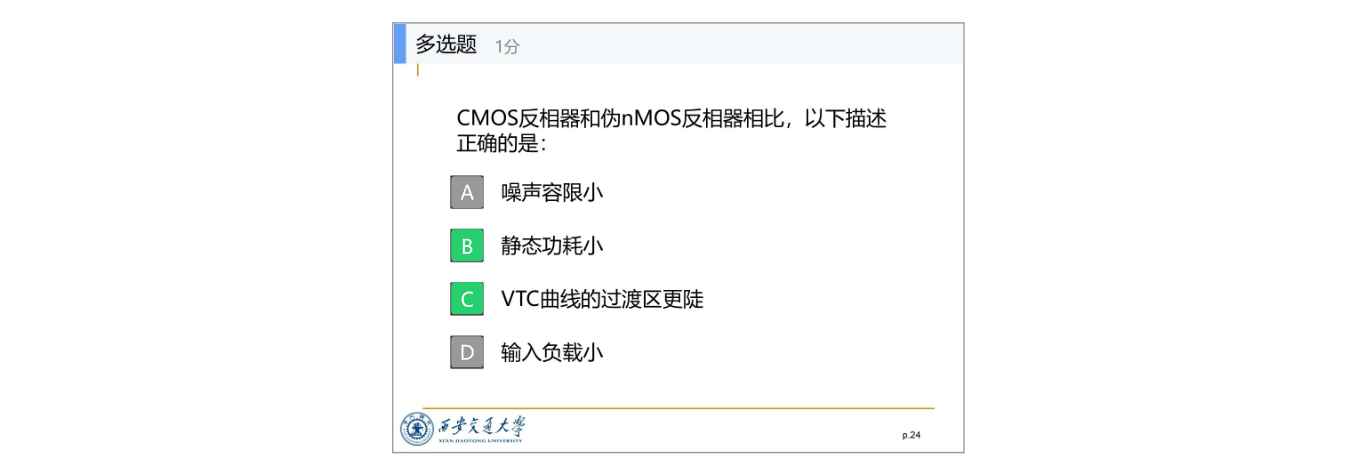 多选题 1分
CMOS反相器和伪nMOS反相器相比，以下描述
正确的是：
A 噪声容限小
B 静态功耗小
C VTC曲线的过渡区更陡
D 输入负载小
西安交通大学
XI'AN JIAOTONG UNIVERSITY
p.24